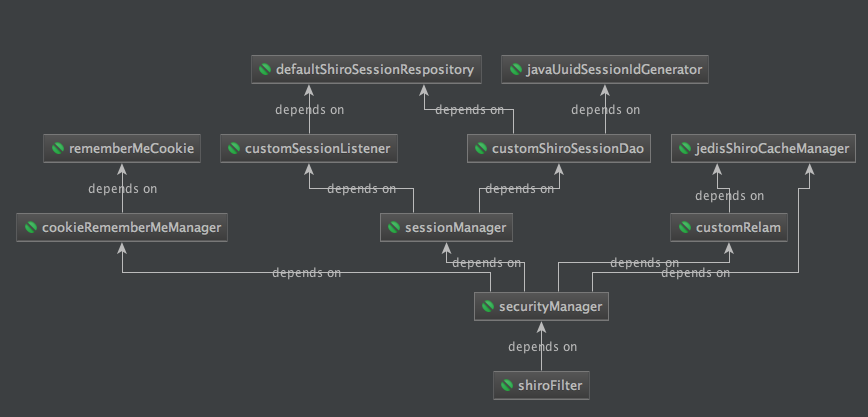 defaultShiroSessionRespository
javaUuidSessionIdGenerator
depends on
depends on
depends on
rememberMeCookie
customSessionListener
customShiroSessionDao
jedisShiroCacheManager
depends on
depends on
depends on
depends on
cookieRememberMeManager
sessionManager
customRelam
depends on
depends on
depends on
depends on
securityManager
depends on
shiroFilter